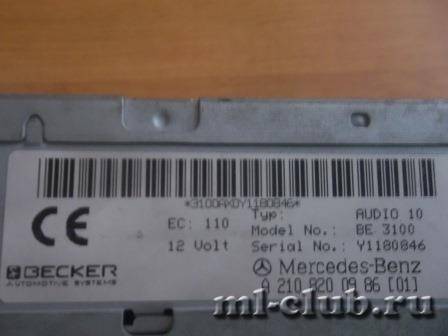 *3100AX0Y1180846*
CE
EC: 110
12 Volt
Typ: AUDIO 10
Model No.: BE 3100
Serial No.: Y1180846
BECKER
AUTOMOTIVE SYSTEMS
Mercedes-Benz
A 210 820 09 86 [01]
ml-club.ru